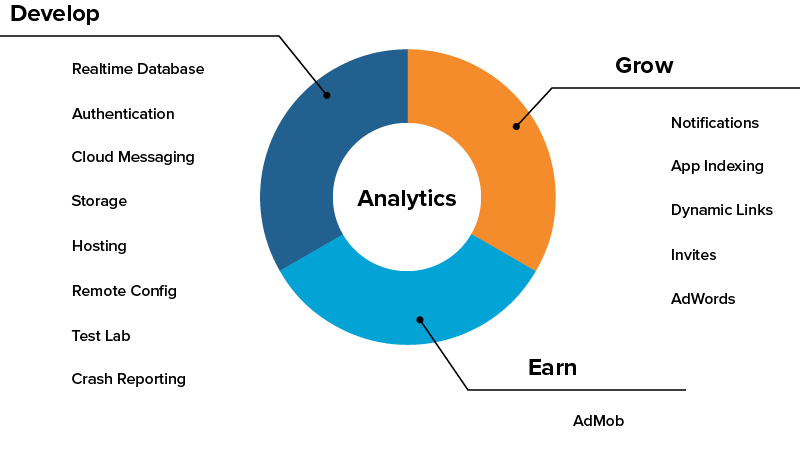 Develop
Realtime Database
Authentication
Cloud Messaging
Storage
Hosting
Remote Config
Test Lab
Crash Reporting
Analytics
Grow
Notifications
App Indexing
Dynamic Links
Invites
AdWords
Earn
AdMob